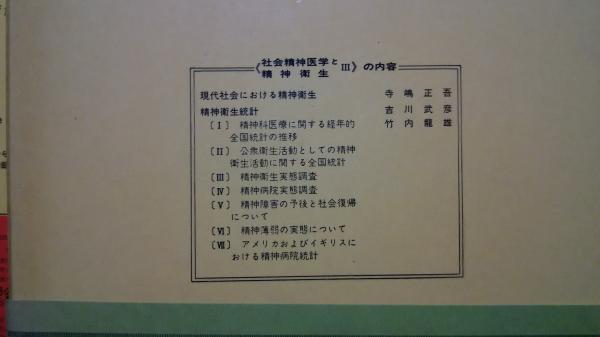 《社会精神医学と
精神衛生 III》の内容
現代社会における精神衛生 寺嶋正吾
精神衛生統計 吉川武彦
〔I〕 精神科医療に関する経年的 竹内龍雄
全国統計の推移
〔II〕 公衆衛生活動としての精神
衛生活動に関する全国統計
〔III〕 精神衛生実態調査
〔IV〕 精神病院実態調査
〔V〕 精神障害の予後と社会復帰
について
〔VI〕 精神薄弱の実態について
〔VII〕 アメリカおよびイギリスに
おける精神病院統計